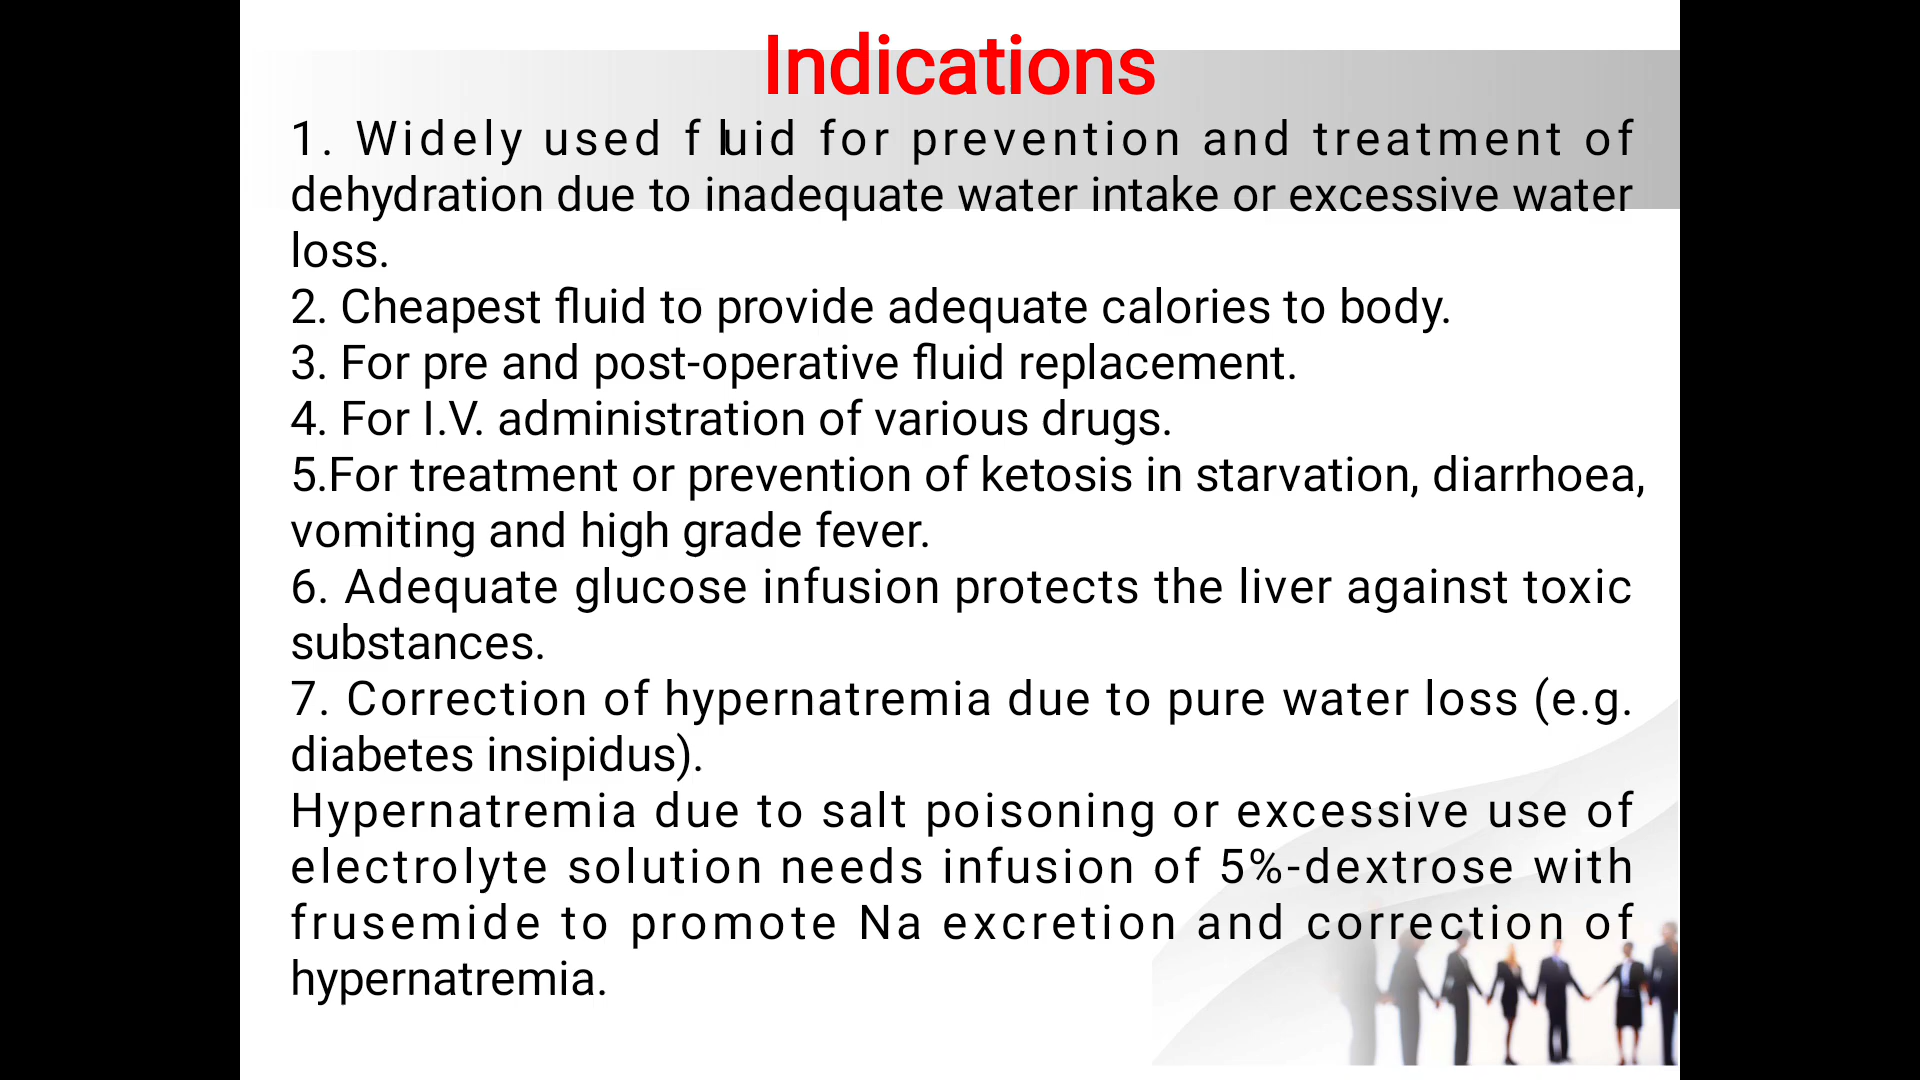 Indications
1. Widely used fluid for prevention and treatment of
dehydration due to inadequate water intake or excessive water
loss.
2. Cheapest fluid to provide adequate calories to body.
3. For pre and post-operative fluid replacement.
4. For I.V. administration of various drugs.
5.For treatment or prevention of ketosis in starvation, diarrhoea,
vomiting and high grade fever.
6. Adequate glucose infusion protects the liver against toxic
substances.
7. Correction of hypernatremia due to pure water loss (e.g.
diabetes insipidus).
Hypernatremia due to salt poisoning or excessive use of
electrolyte solution needs infusion of 5%-dextrose with
frusemide to promote Na excretion and correction of
hypernatremia.